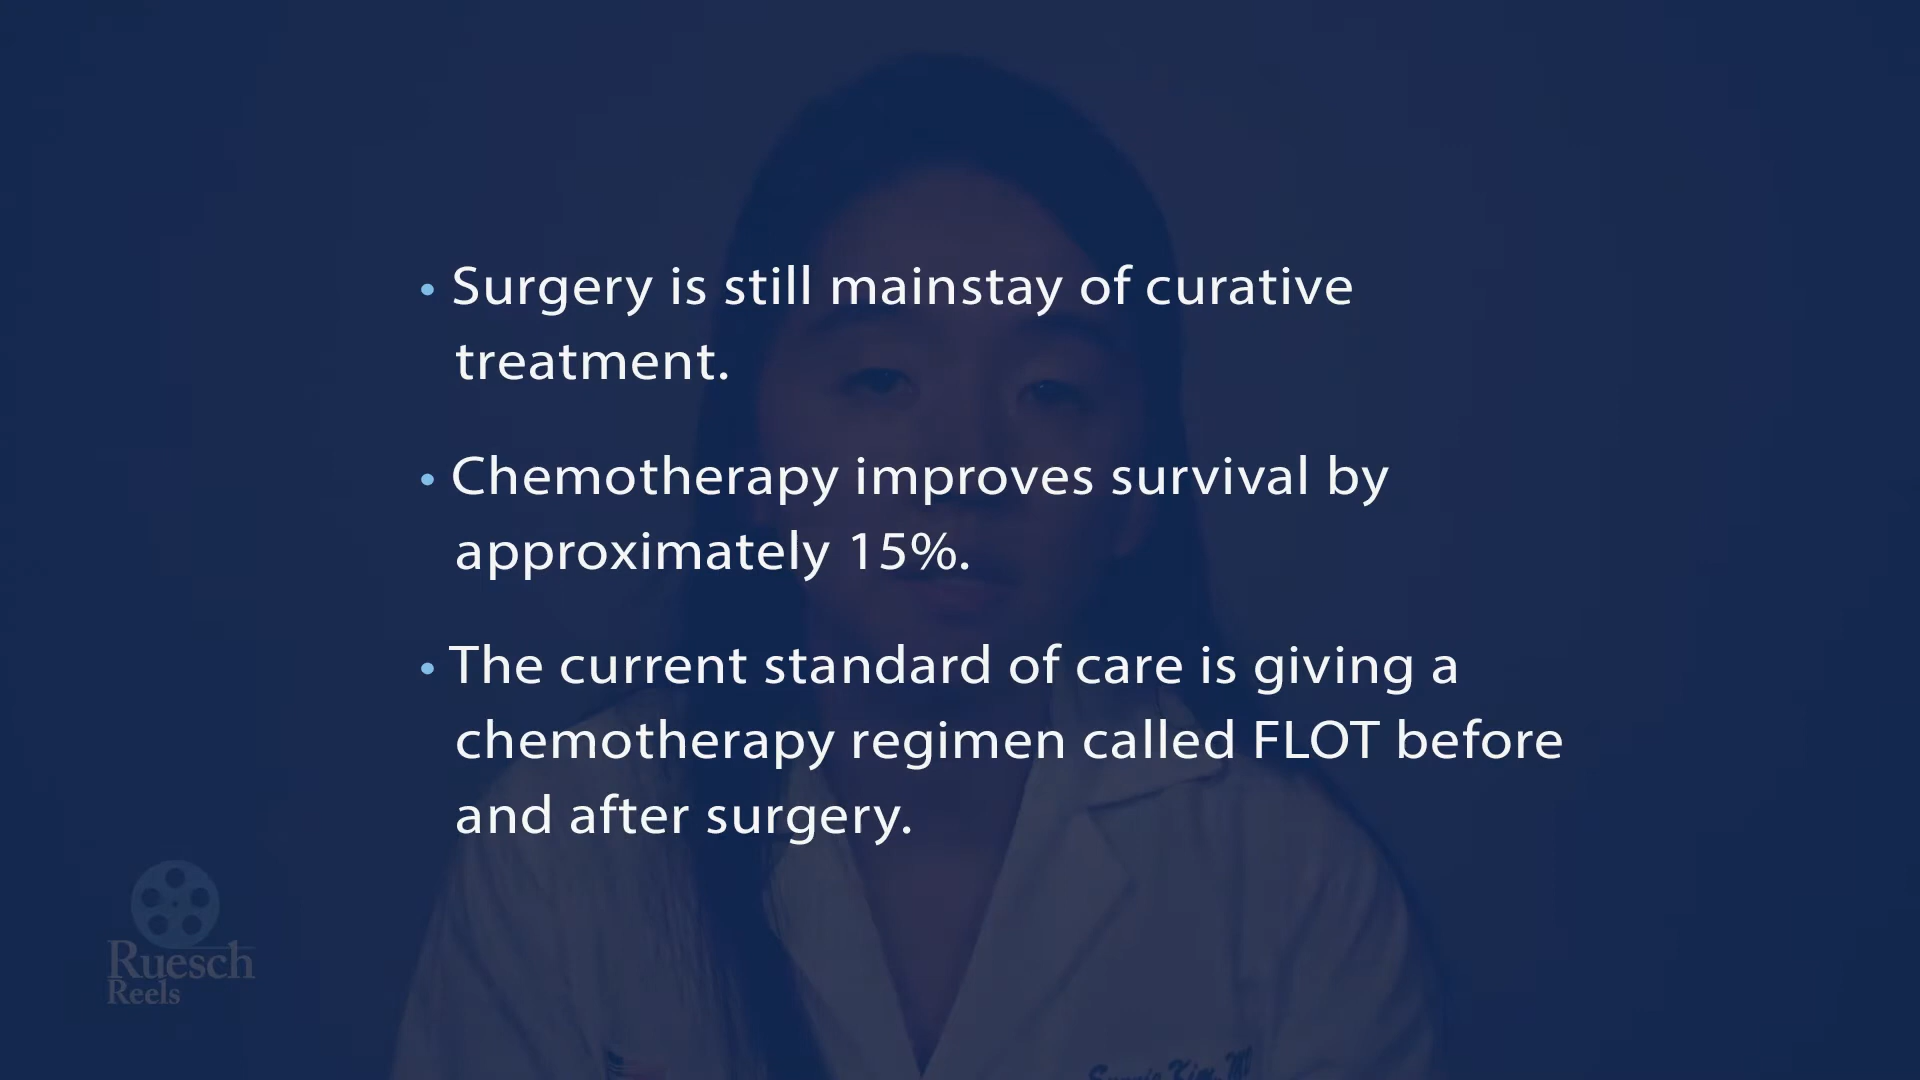 • Surgery is still mainstay of curative
treatment.
• Chemotherapy improves survival by
approximately 15%.
• The current standard of care is giving a
chemotherapy regimen called FLOT before
and after surgery.
Ruesch
Reels
Kim, M